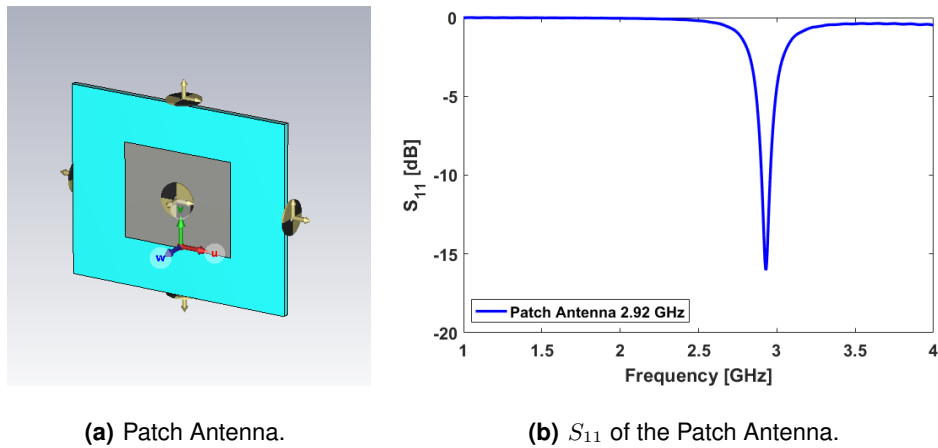 v
w
u
0
-5
-10
-15
-20
S₁₁ [dB]
Patch Antenna 2.92 GHz
1
1.5
2
2.5
3
3.5
4
Frequency [GHz]
(a) Patch Antenna.
(b) S₁₁ of the Patch Antenna.